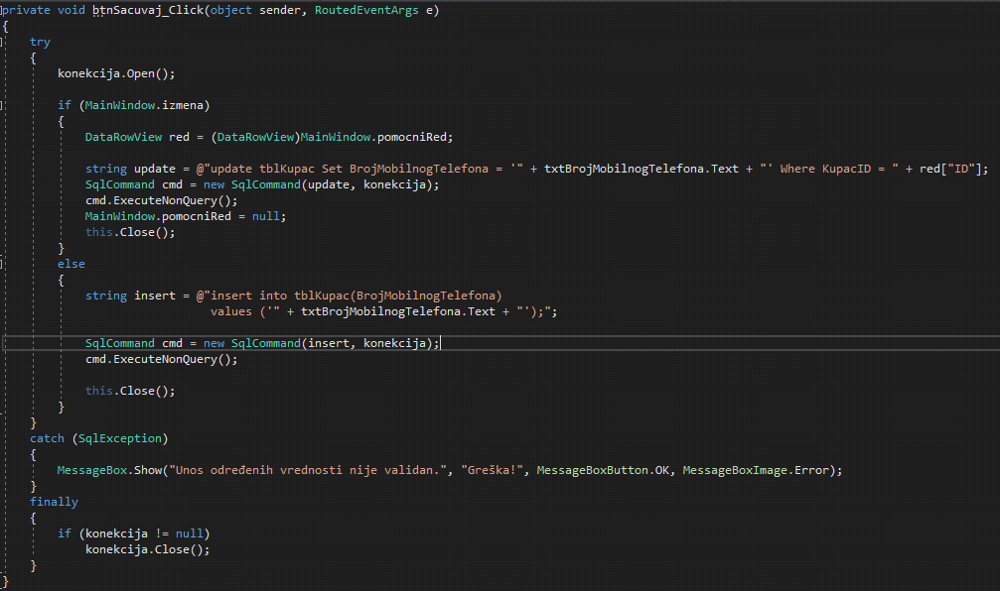 private void btnSacuvaj_Click(object sender, RoutedEventArgs e)
{
    try
    {
        konekcija.Open();

        if (MainWindow.izmena)
        {
            DataRowView red = (DataRowView)MainWindow.pomocniRed;

            string update = @"update tblKupac Set BrojMobilnogTelefona = '" + txtBrojMobilnogTelefona.Text + "' Where KupacID = " + red["ID"];
            SqlCommand cmd = new SqlCommand(update, konekcija);
            cmd.ExecuteNonQuery();
            MainWindow.pomocniRed = null;
            this.Close();
        }
        else
        {
            string insert = @"insert into tblKupac(BrojMobilnogTelefona)
                              values ('" + txtBrojMobilnogTelefona.Text + "');";

            SqlCommand cmd = new SqlCommand(insert, konekcija);
            cmd.ExecuteNonQuery();

            this.Close();
        }
    }
    catch (SqlException)
    {
        MessageBox.Show("Unos određenih vrednosti nije validan.", "Greška!", MessageBoxButton.OK, MessageBoxImage.Error);
    }
    finally
    {
        if (konekcija != null)
            konekcija.Close();
    }
}